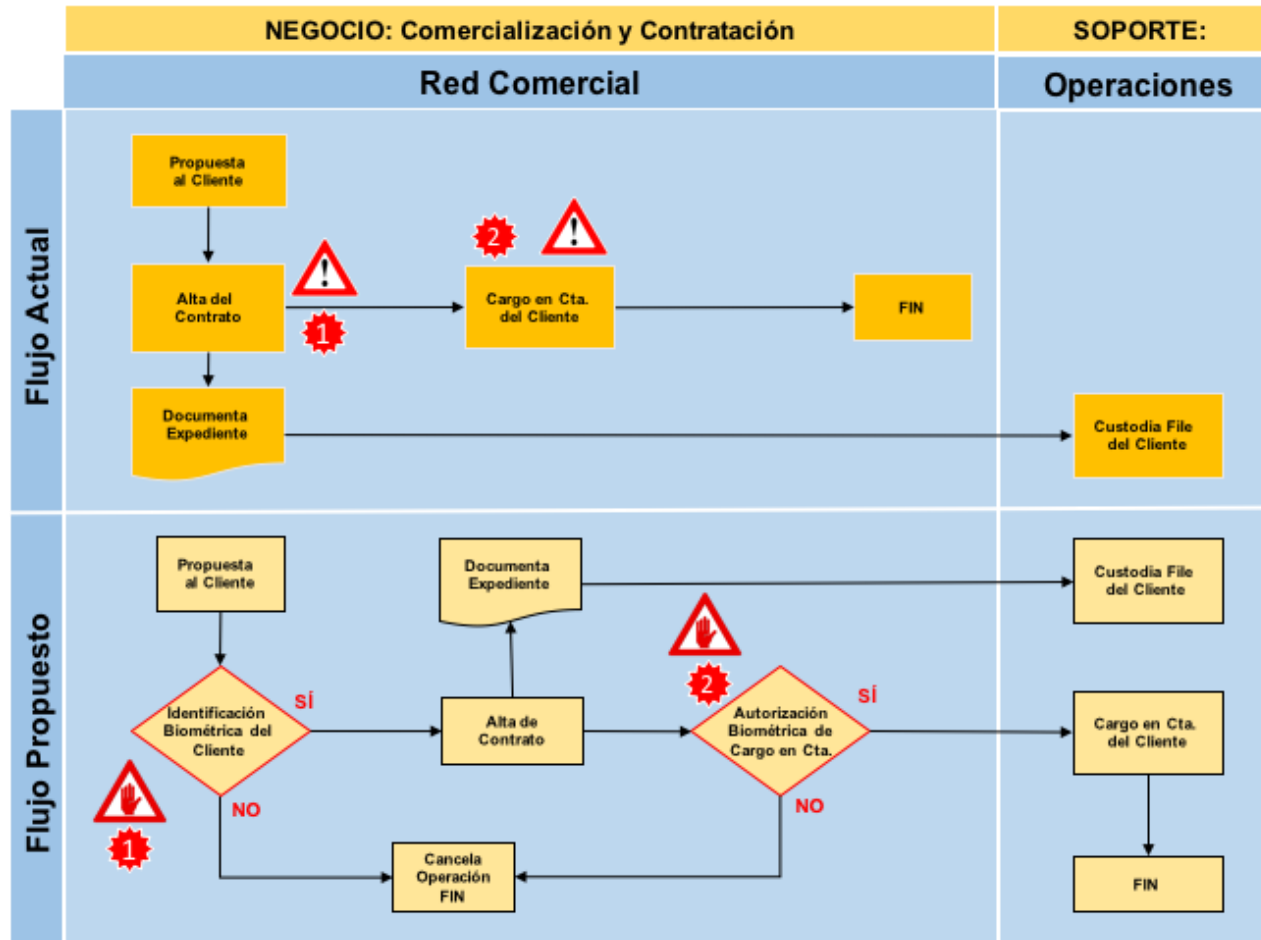 NEGOCIO: Comercialización y Contratación
SOPORTE:
Red Comercial
Operaciones
Flujo Actual
Propuesta
al Cliente
2
Alta del
Contrato
1
Cargo en Cta.
del Cliente
FIN
Documenta
Expediente
Custodia File
del Cliente
Flujo Propuesto
Propuesta
al Cliente
Documenta
Expediente
Custodia File
del Cliente
2
Identificación
Biométrica del
Cliente
SÍ
Alta de
Contrato
Autorización
Biométrica de
Cargo en Cta.
SÍ
Cargo en Cta.
del Cliente
1
NO
NO
Cancela
Operación
FIN
FIN